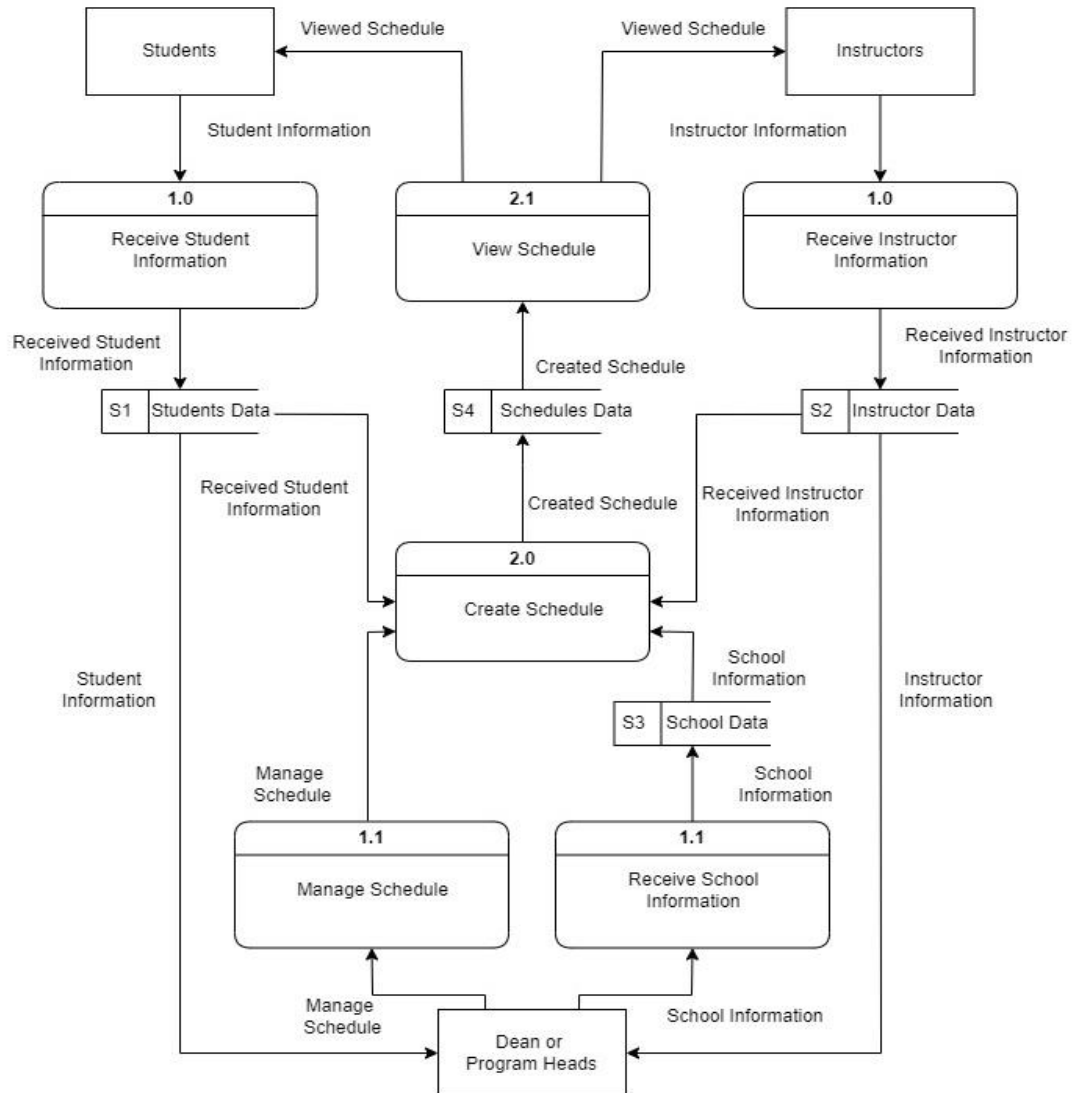 Viewed Schedule
Viewed Schedule
Students
Instructors
Student Information
Instructor Information
1.0
2.1
1.0
Receive Student
Information
View Schedule
Receive Instructor
Information
Received Student
Information
Created Schedule
Received Instructor
Information
S1
Students Data
S4
Schedules Data
S2
Instructor Data
Received Student
Information
Created Schedule
Received Instructor
Information
2.0
Create Schedule
Student
Information
School
Information
Instructor
Information
S3
School Data
Manage
Schedule
School
Information
1.1
1.1
Manage Schedule
Receive School
Information
Manage
Schedule
School Information
Dean or
Program Heads